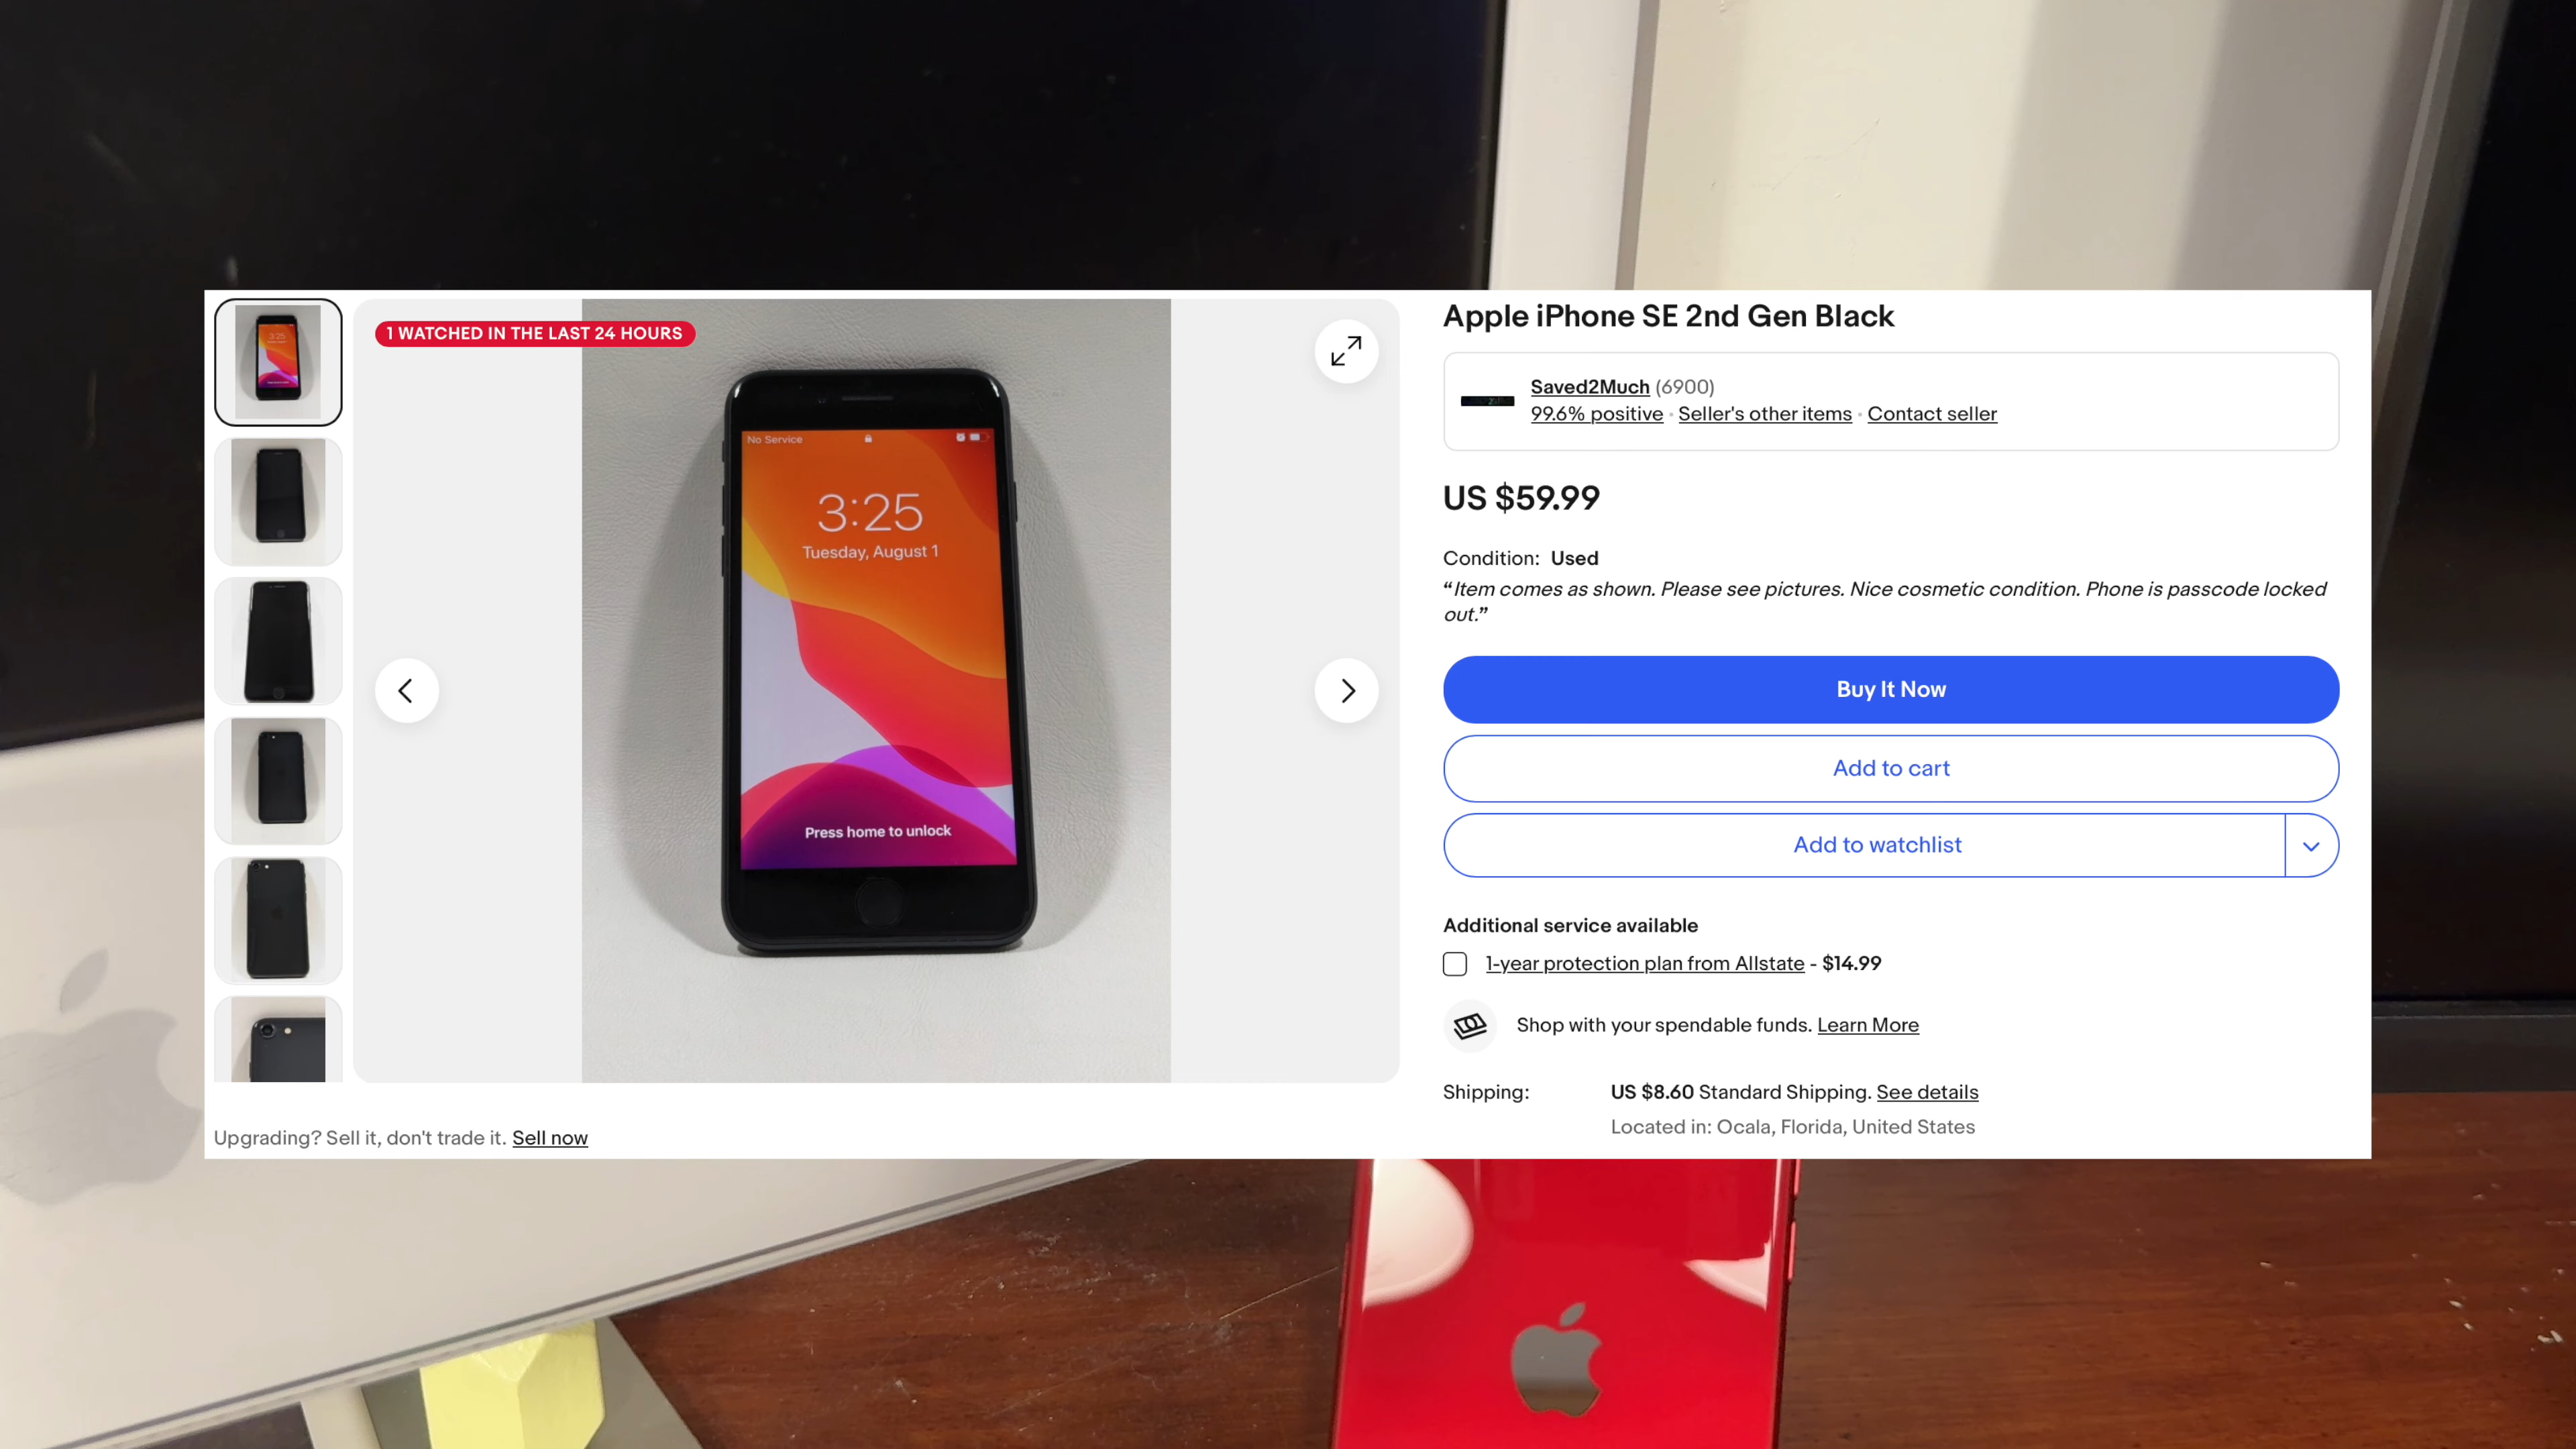 1 WATCHED IN THE LAST 24 HOURS
No Service
3:25
Tuesday, August 1
Press home to unlock
Upgrading? Sell it, don't trade it. Sell now
Apple iPhone SE 2nd Gen Black
Saved2Much (6900)
99.6% positive · Seller's other items · Contact seller
US $59.99
Condition: Used
“Item comes as shown. Please see pictures. Nice cosmetic condition. Phone is passcode locked
out.”
Buy It Now
Add to cart
Add to watchlist
Additional service available
1-year protection plan from Allstate - $14.99
Shop with your spendable funds. Learn More
Shipping: US $8.60 Standard Shipping. See details
Located in: Ocala, Florida, United States